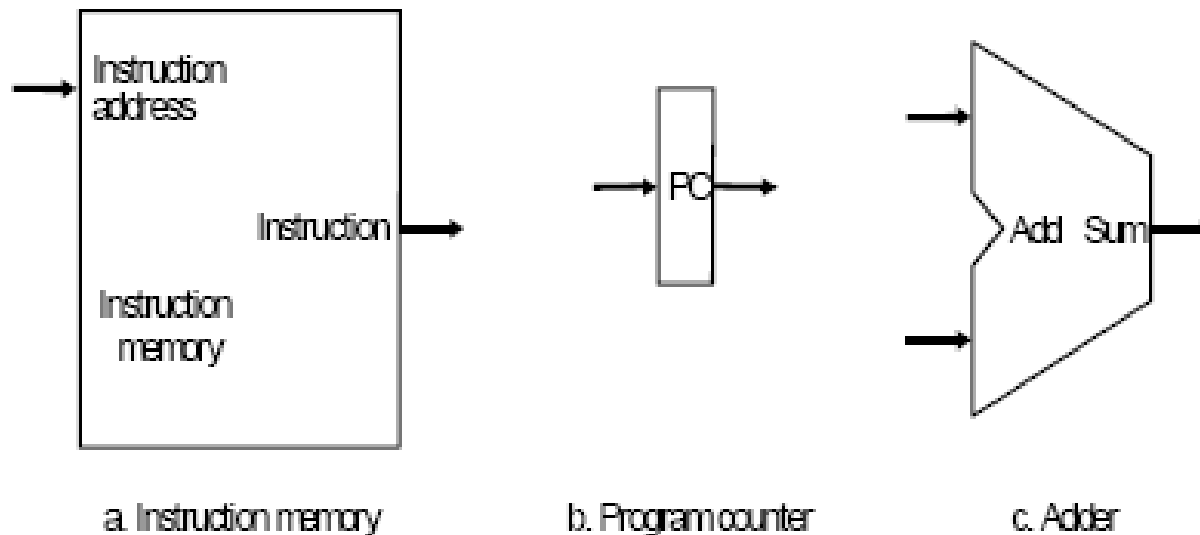 Instruction
address
Instruction
Instruction
memory
PC
Add Sum
a. Instruction memory
b. Program counter
c. Adder